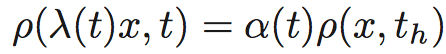 ρ(λ(t)x, t) = α(t)ρ(x, t_h)